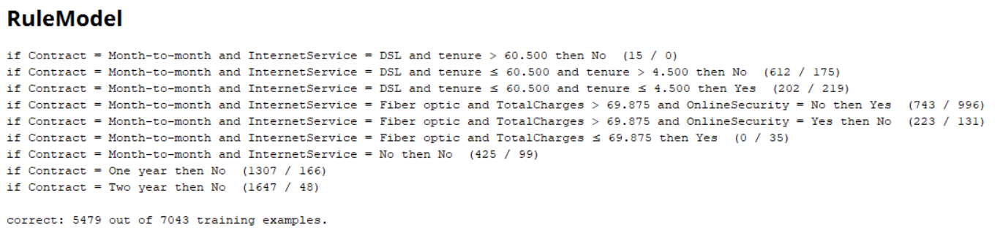 RuleModel
if Contract = Month-to-month and InternetService = DSL and tenure > 60.500 then No  (15 / 0)
if Contract = Month-to-month and InternetService = DSL and tenure ≤ 60.500 and tenure > 4.500 then No  (612 / 175)
if Contract = Month-to-month and InternetService = DSL and tenure ≤ 60.500 and tenure ≤ 4.500 then Yes  (202 / 219)
if Contract = Month-to-month and InternetService = Fiber optic and TotalCharges > 69.875 and OnlineSecurity = No then Yes  (743 / 996)
if Contract = Month-to-month and InternetService = Fiber optic and TotalCharges > 69.875 and OnlineSecurity = Yes then No  (223 / 131)
if Contract = Month-to-month and InternetService = Fiber optic and TotalCharges ≤ 69.875 then Yes  (0 / 35)
if Contract = Month-to-month and InternetService = No then No  (425 / 99)
if Contract = One year then No  (1307 / 166)
if Contract = Two year then No  (1647 / 48)
correct: 5479 out of 7043 training examples.